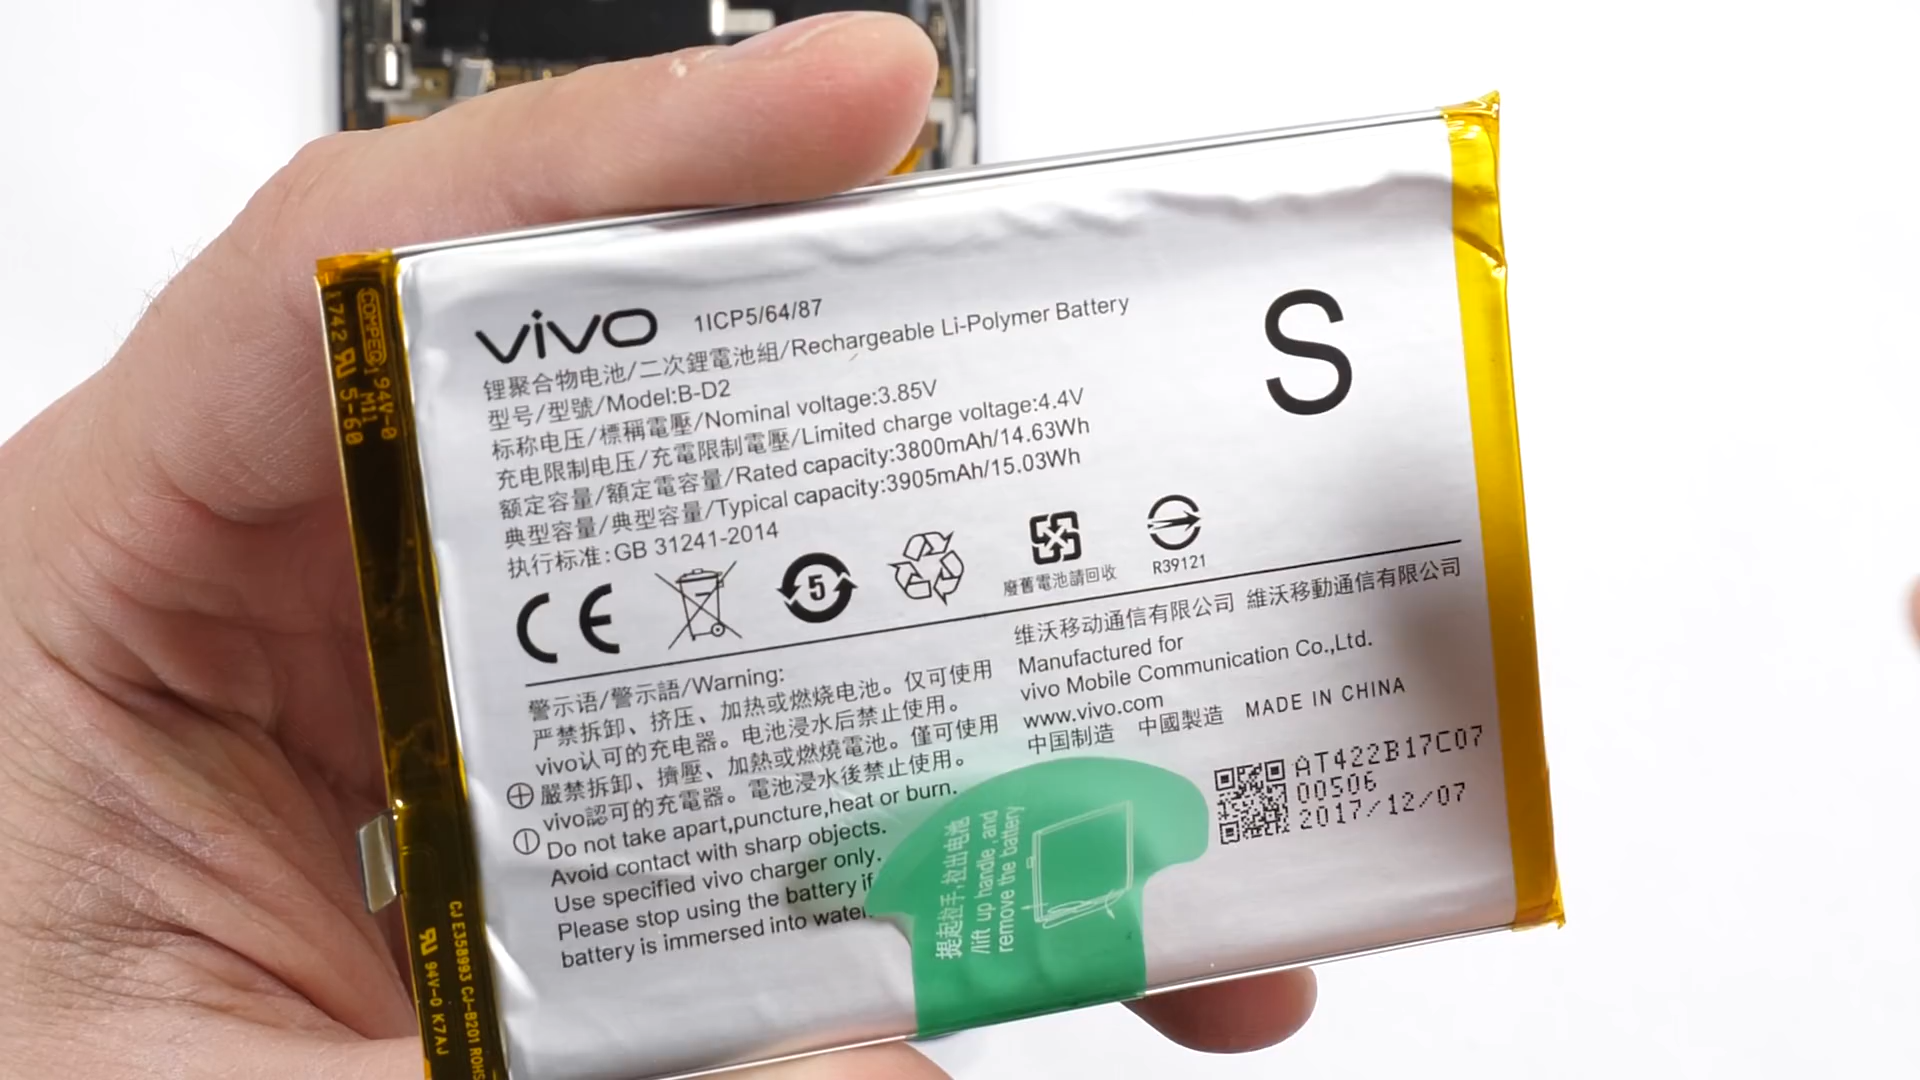 vivo 1ICP5/64/87
锂聚合物电池/二次鋰電池組/Rechargeable Li-Polymer Battery
型号/型號/Model:B-D2
标称电压/標稱電壓/Nominal voltage:3.85V
充电限制电压/充電限制電壓/Limited charge voltage:4.4V
额定容量/額定電容量/Rated capacity:3800mAh/14.63Wh
典型容量/典型容量/Typical capacity:3905mAh/15.03Wh
执行标准:GB 31241-2014
S
CE
5
廢舊電池請回收
R39121
警示语/警示語/Warning:
严禁拆卸、挤压、加热或燃烧电池。仅可使用
vivo认可的充电器。电池浸水后禁止使用。
嚴禁拆卸、擠壓、加熱或燃燒電池。僅可使用
vivo認可的充電器。電池浸水後禁止使用。
Do not take apart,puncture,heat or burn.
Avoid contact with sharp objects.
Use specified vivo charger only.
Please stop using the battery if
battery is immersed into water.
维沃移动通信有限公司 維沃移動通信有限公司
Manufactured for
vivo Mobile Communication Co.,Ltd.
www.vivo.com
中国制造 中國製造 MADE IN CHINA
AT422B17C07
00506
2017/12/07
提起拉手,拉出电池
/lift up handle ,and
remove the battery
COMPEQ 94V-0
M11
1742 5-60
CJ E358993 CJ-B201 ROHS
94V-0 K7AJ